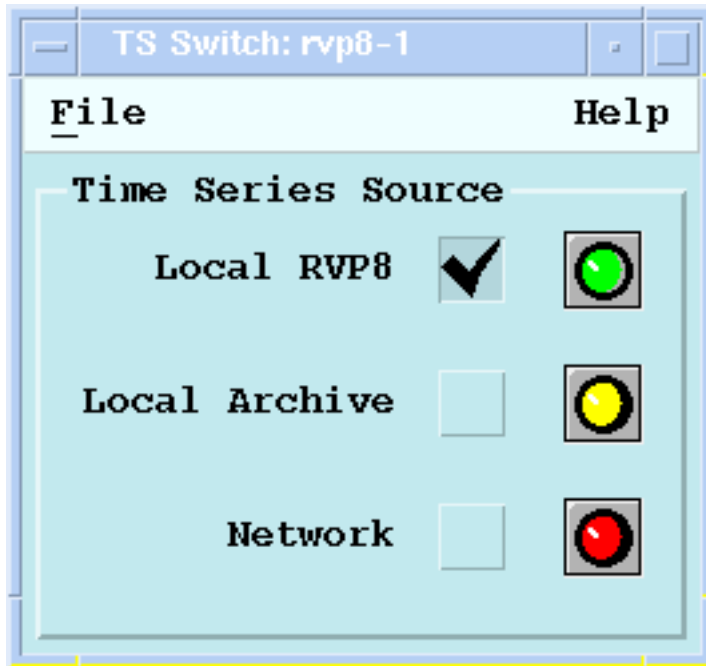 TS Switch: rvp8-1
File Help
Time Series Source
Local RVP8
Local Archive
Network